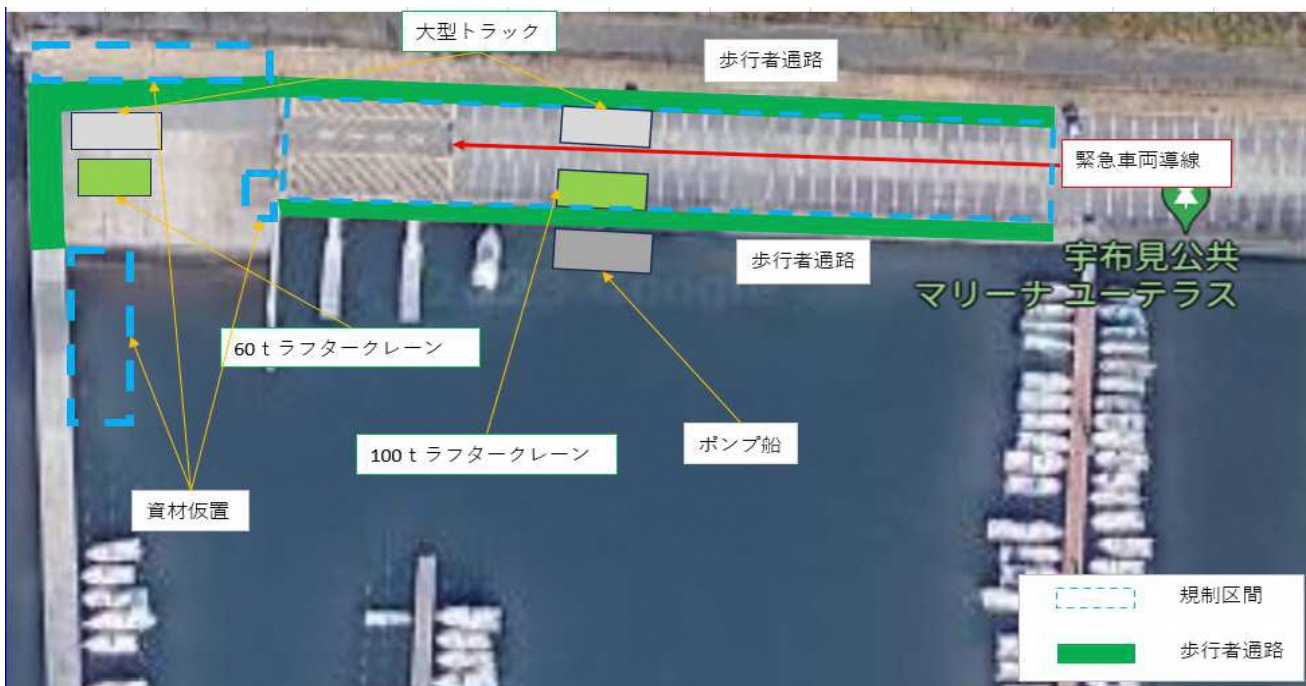 大型トラック
歩行者通路
緊急車両導線
宇布見公共
マリーナ ユーテラス
歩行者通路
60ｔラフタークレーン
100ｔラフタークレーン
ポンプ船
資材仮置
規制区間
歩行者通路